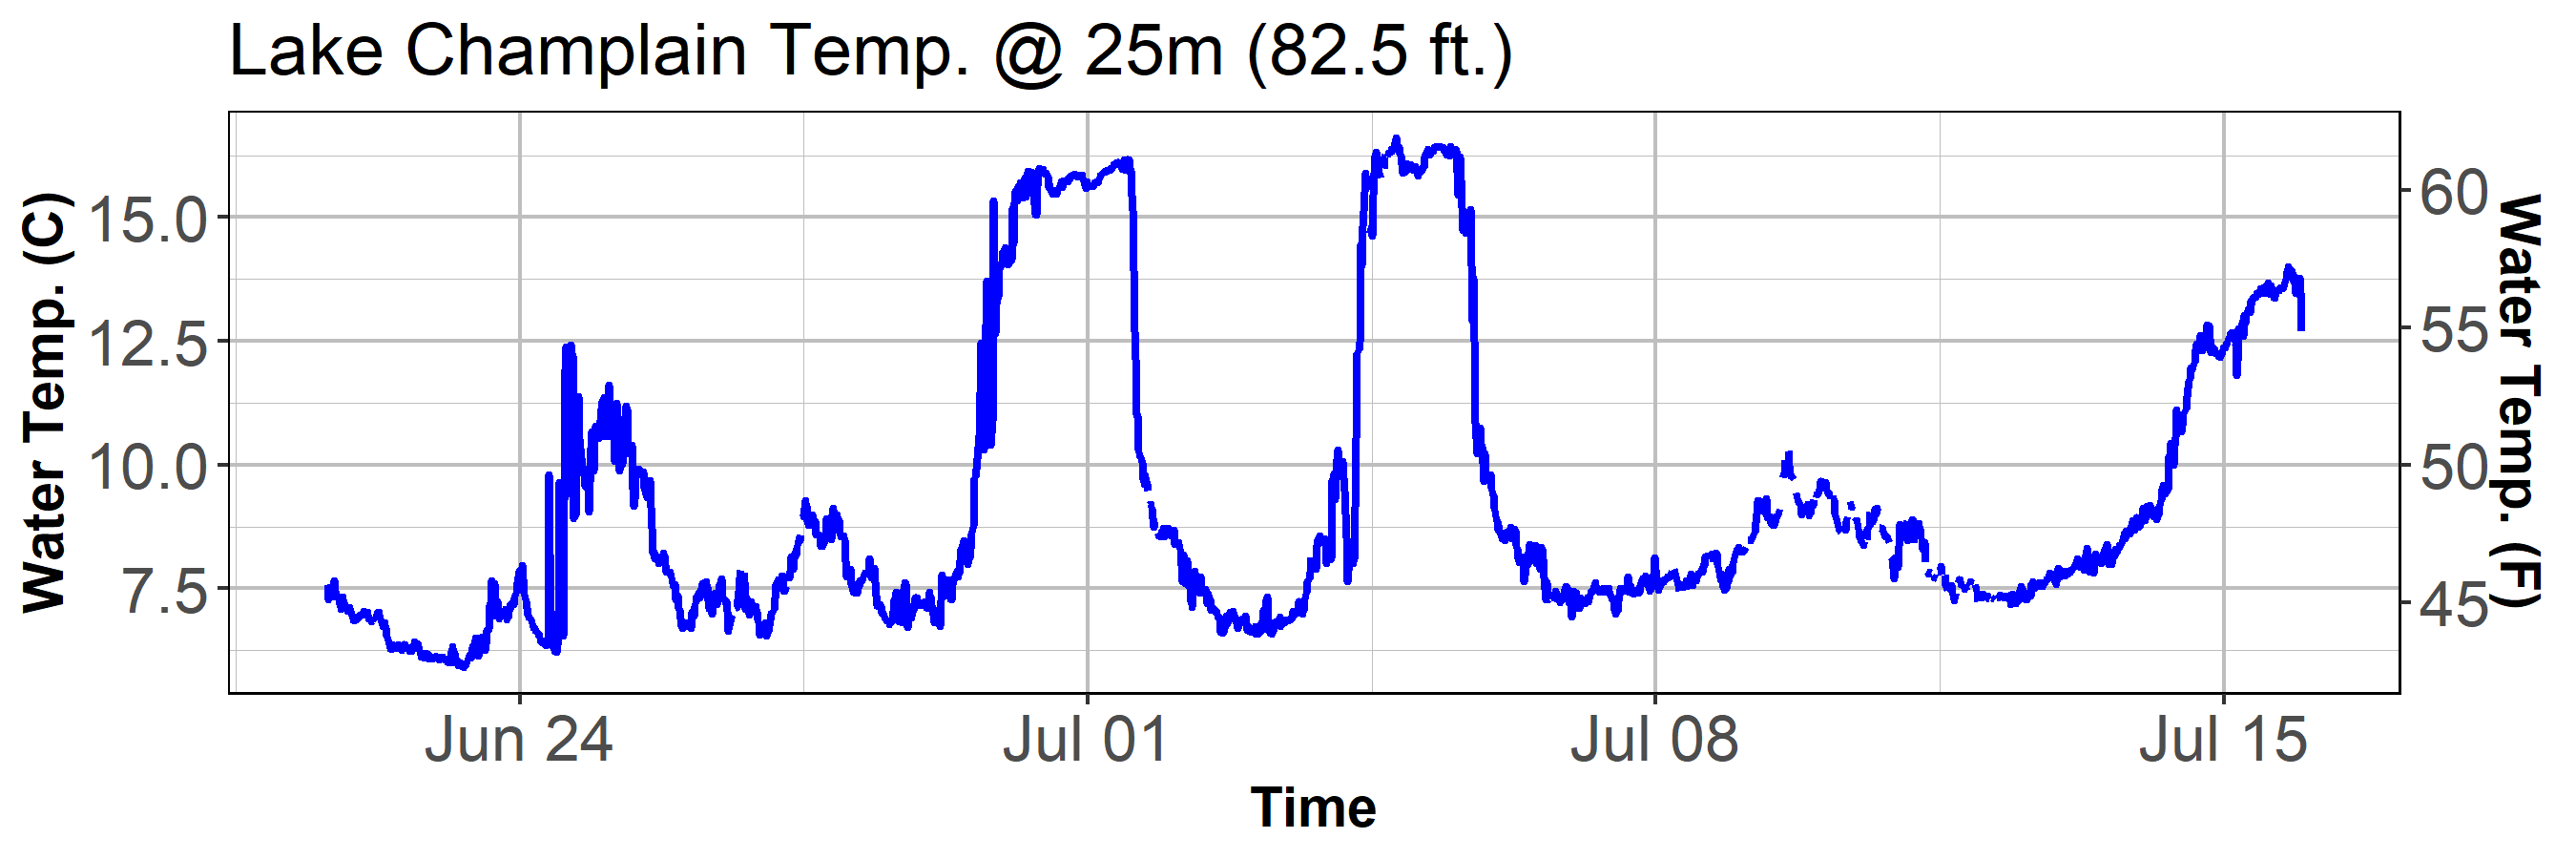 Lake Champlain Temp. @ 25m (82.5 ft.)
Water Temp. (C)
15.0
12.5
10.0
7.5
60
55
50
45
Water Temp. (F)
Jun 24
Jul 01
Jul 08
Jul 15
Time